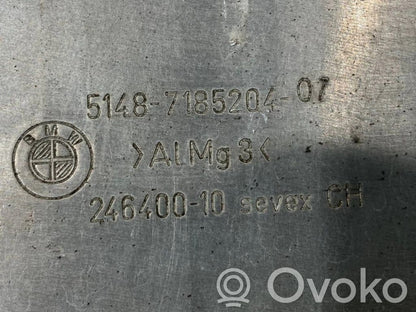 5148-7185204-07
BMW
>AlMg3<
246400-10 sevex CH
Ovoko